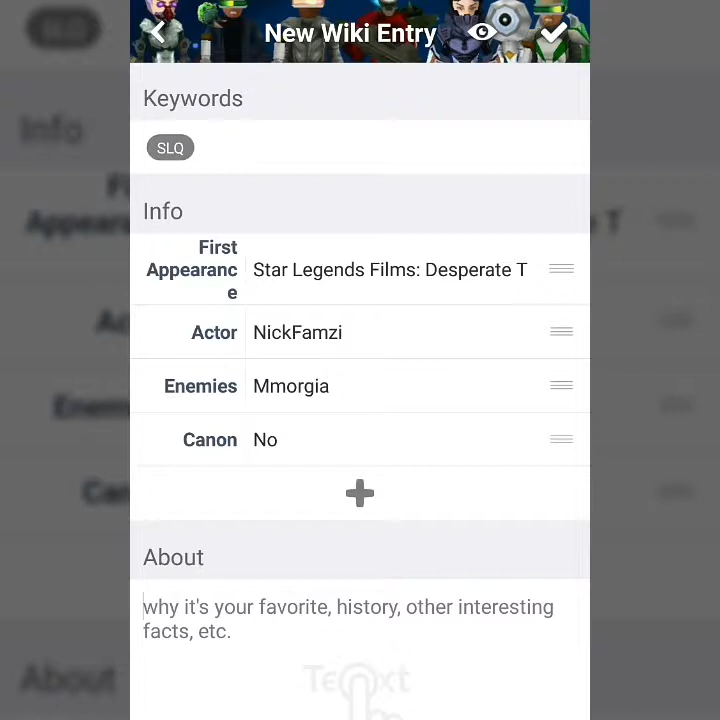 New Wiki Entry
Keywords
SLQ
Info
First
Appearanc
e
Star Legends Films: Desperate T
Actor
NickFamzi
Enemies
Mmorgia
Canon
No
About
why it's your favorite, history, other interesting
facts, etc.